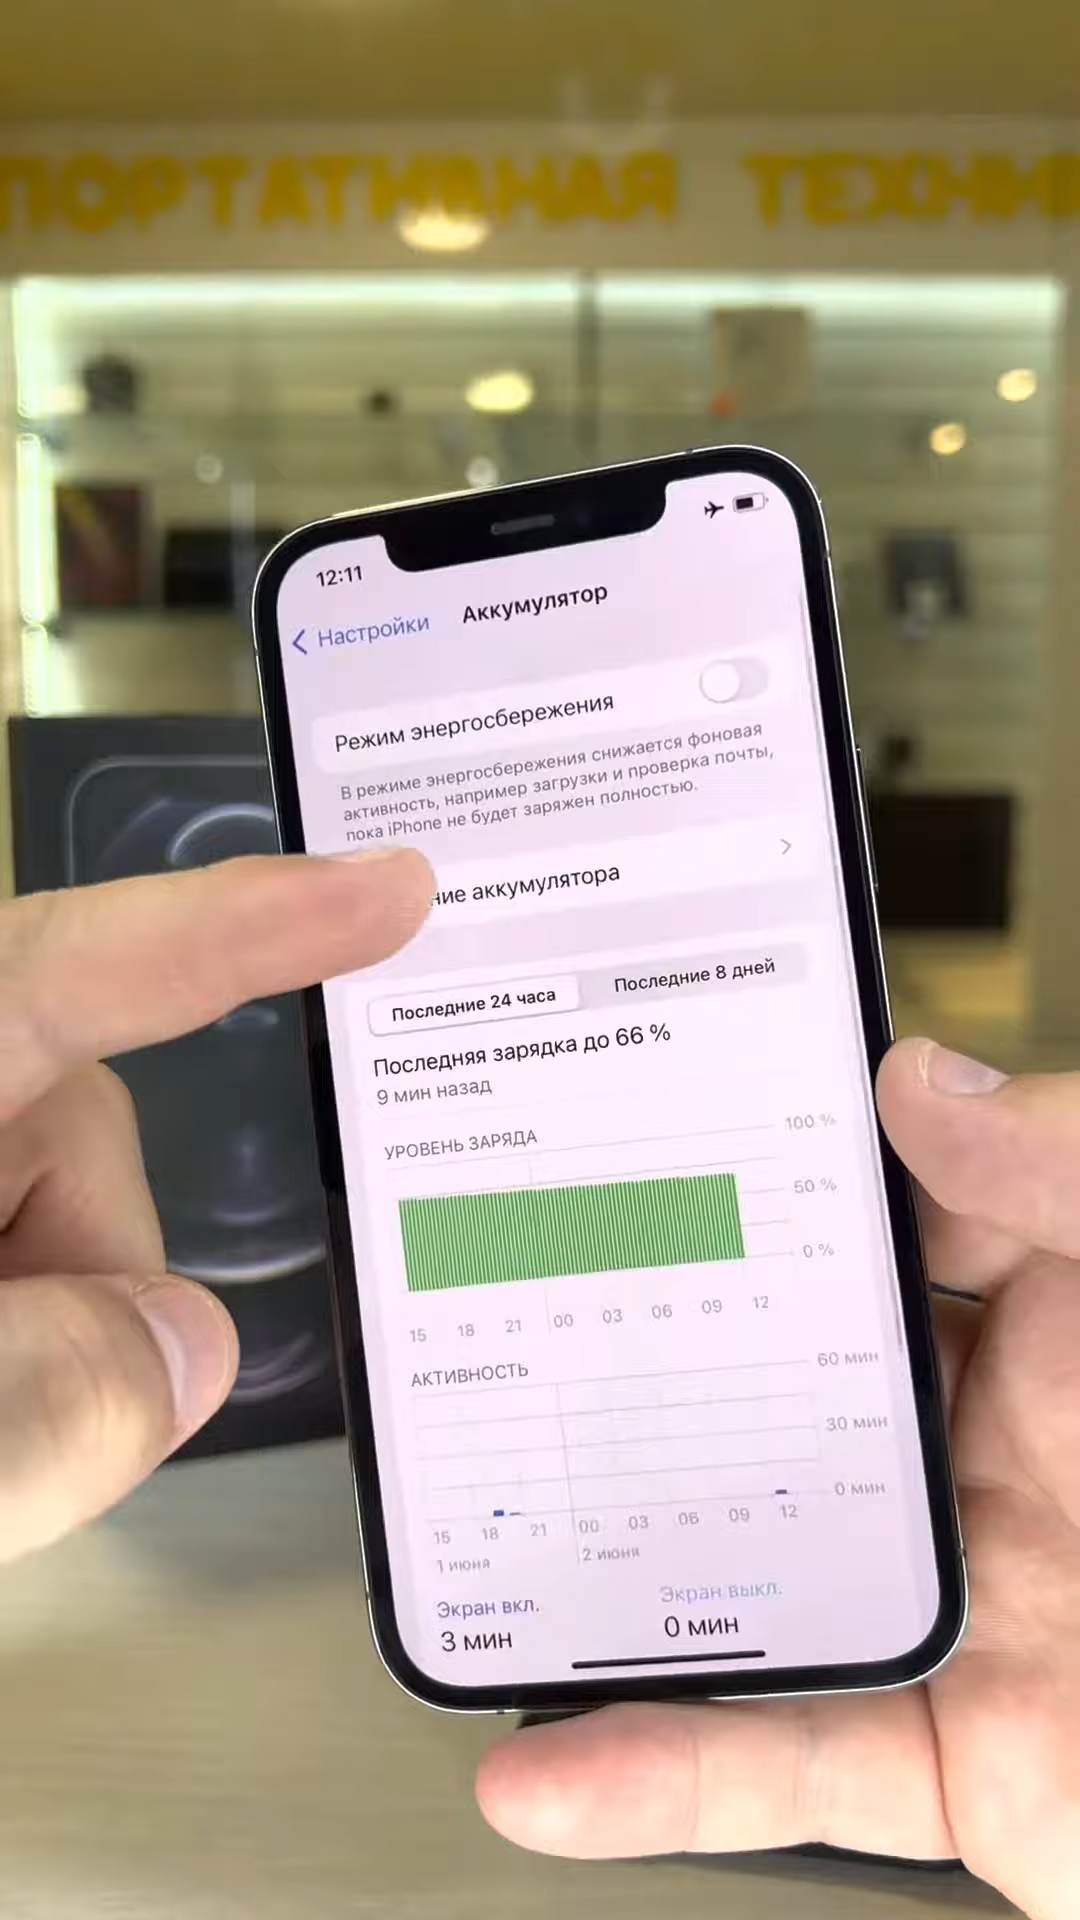 ПОРТАТИВНАЯ ТЕХНИ
12:11
Настройки
Аккумулятор
Режим энергосбережения
В режиме энергосбережения снижается фоновая
активность, например загрузки и проверка почты,
пока iPhone не будет заряжен полностью.
ние аккумулятора
Последние 24 часа
Последние 8 дней
Последняя зарядка до 66 %
9 мин назад
УРОВЕНЬ ЗАРЯДА
100 %
50 %
0 %
15 18 21 00 03 06 09 12
АКТИВНОСТЬ
60 мин
30 мин
0 мин
15 18 21 00 03 06 09 12
1 июня 2 июня
Экран вкл. Экран выкл.
3 мин 0 мин